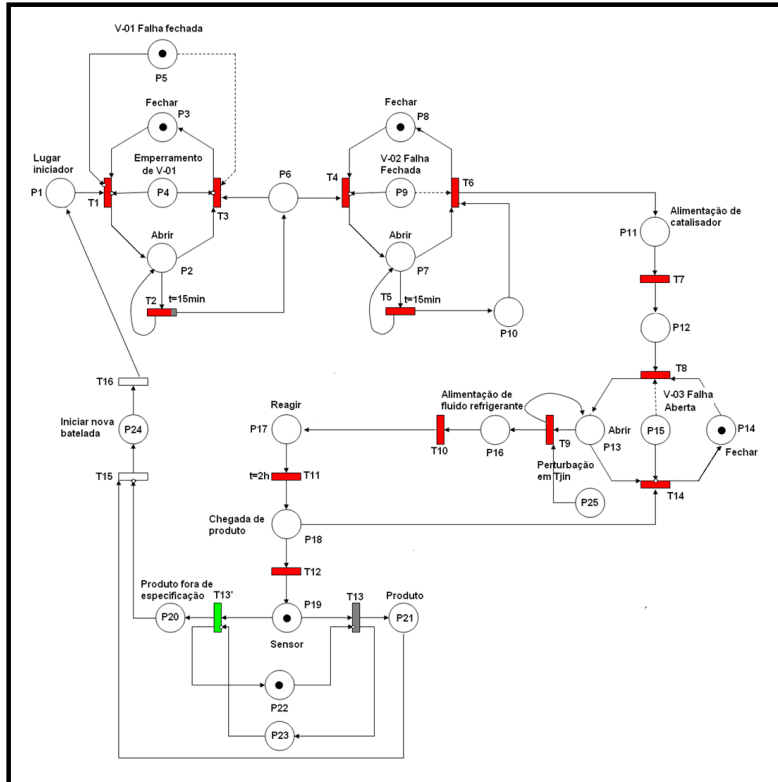 V-01 Falha fechada
P5
Fechar
P3
Fechar
P8
Lugar
iniciador
P1
Emperramento
de V-01
P4
T1
T3
P6
T4
V-02 Falha
Fechada
P9
T6
P11
Alimentação de
catalisador
Abrir
P2
Abrir
P7
T7
T2
t=15min
T5
t=15min
P10
P12
T8
T16
Iniciar nova
batelada
P24
Reagir
P17
Alimentação de
fluido refrigerante
T10
P16
T9
Abrir
P13
V-03 Falha
Aberta
P15
P14
Fechar
T15
t=2h
T11
Perturbação
em Tjin
P25
T14
Chegada de
produto
P18
T12
Produto fora de
especificação
T13'
P19
T13
Produto
P20
Sensor
P21
P22
P23